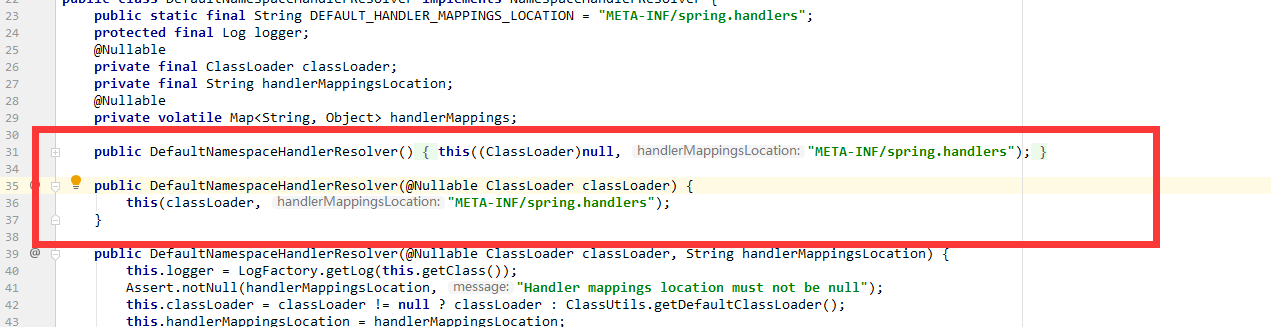 22 public class DefaultNamespaceHandlerResolver implements NamespaceHandlerResolver {
23 public static final String DEFAULT_HANDLER_MAPPINGS_LOCATION = "META-INF/spring.handlers";
24 protected final Log logger;
25 @Nullable
26 private final ClassLoader classLoader;
27 private final String handlerMappingsLocation;
28 @Nullable
29 private volatile Map<String, Object> handlerMappings;
30
31 public DefaultNamespaceHandlerResolver() { this((ClassLoader)null, handlerMappingsLocation: "META-INF/spring.handlers"); }
34
35 public DefaultNamespaceHandlerResolver(@Nullable ClassLoader classLoader) {
36 this(classLoader, handlerMappingsLocation: "META-INF/spring.handlers");
37 }
38
39 @ public DefaultNamespaceHandlerResolver(@Nullable ClassLoader classLoader, String handlerMappingsLocation) {
40 this.logger = LogFactory.getLog(this.getClass());
41 Assert.notNull(handlerMappingsLocation, message: "Handler mappings location must not be null");
42 this.classLoader = classLoader != null ? classLoader : ClassUtils.getDefaultClassLoader();
43 this.handlerMappingsLocation = handlerMappingsLocation;